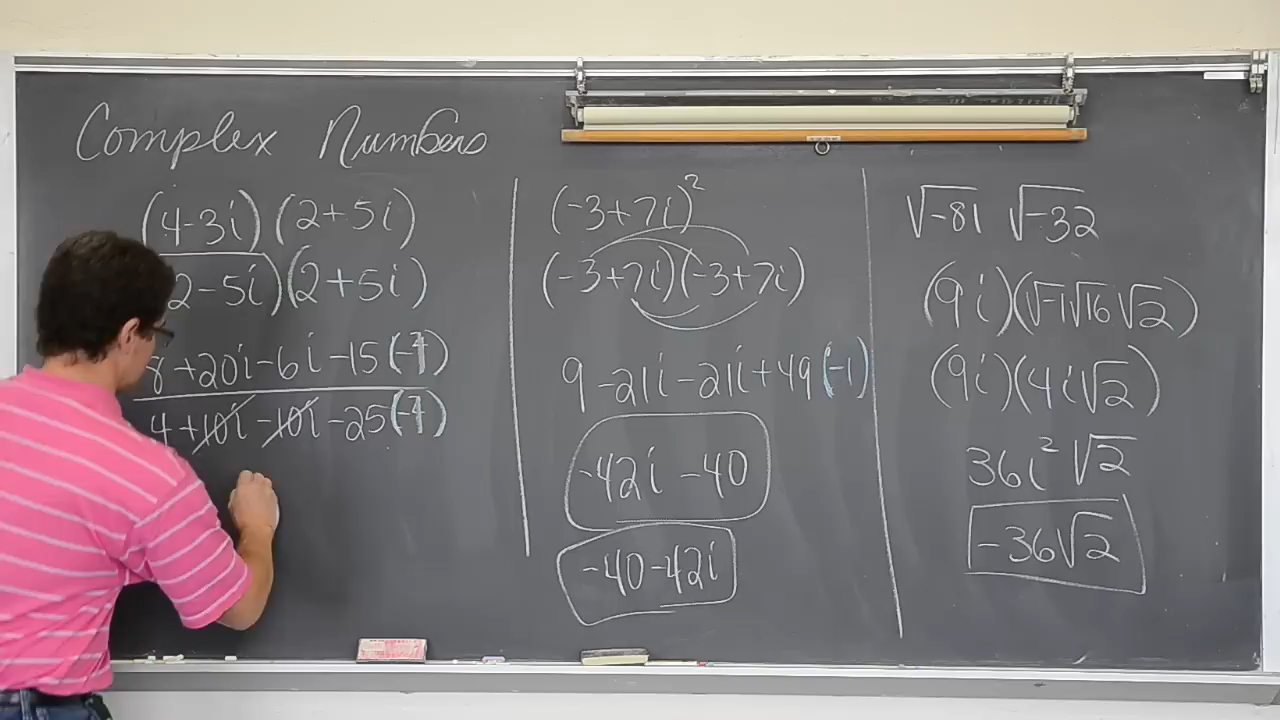 Complex Numbers
(4-3i)(2+5i)
2-5i)(2+5i)
8+20i-6i-15(-1)
4+10i-10i-25(-1)
(-3+7i)²
(-3+7i)(-3+7i)
9-21i-21i+49(-1)
-42i-40
-40-42i
√-81 √-32
(9i)(√-1√16√2)
(9i)(4i√2)
36i²√2
-36√2